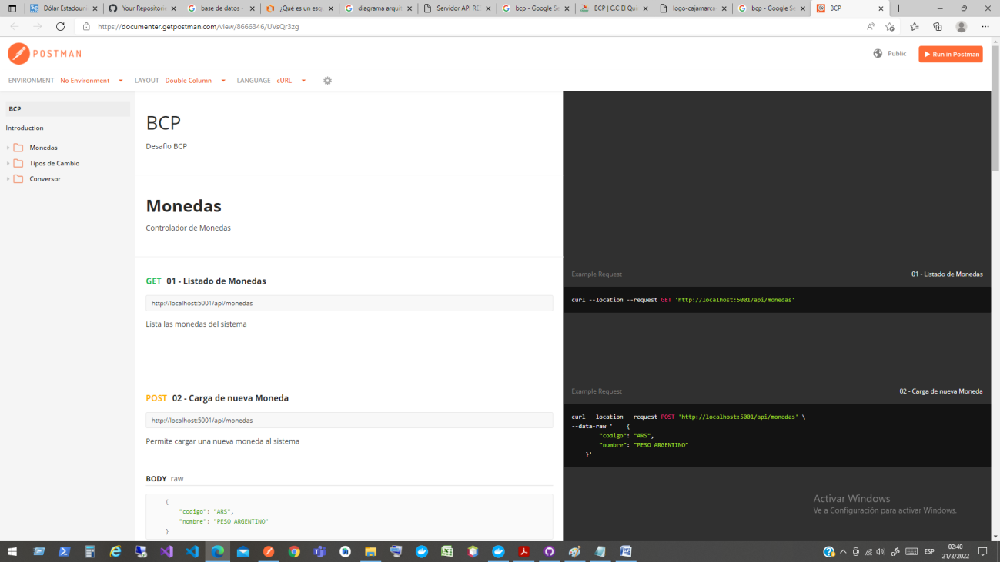 Dólar Estadouni
Your Repositorie
base de datos -
¿Qué es un esq
diagrama arquit
Servidor API RES
bcp - Google Se
BCP | C.C El Qui
logo-cajamarca
bcp - Google Se
BCP
https://documenter.getpostman.com/view/8666346/UVsQr3zg
POSTMAN
Public
Run in Postman
ENVIRONMENT No Environment LAYOUT Double Column LANGUAGE cURL
BCP
Introduction
Monedas
Tipos de Cambio
Conversor
BCP
Desafio BCP
Monedas
Controlador de Monedas
GET 01 - Listado de Monedas
http://localhost:5001/api/monedas
Lista las monedas del sistema
Example Request 01 - Listado de Monedas
curl --location --request GET 'http://localhost:5001/api/monedas'
POST 02 - Carga de nueva Moneda
http://localhost:5001/api/monedas
Permite cargar una nueva moneda al sistema
BODY raw
{
"codigo": "ARS",
"nombre": "PESO ARGENTINO"
}
Example Request 02 - Carga de nueva Moneda
curl --location --request POST 'http://localhost:5001/api/monedas' \
--data-raw ' {
"codigo": "ARS",
"nombre": "PESO ARGENTINO"
}'
Activar Windows
Ve a Configuración para activar Windows.
ESP
02:40
21/3/2022